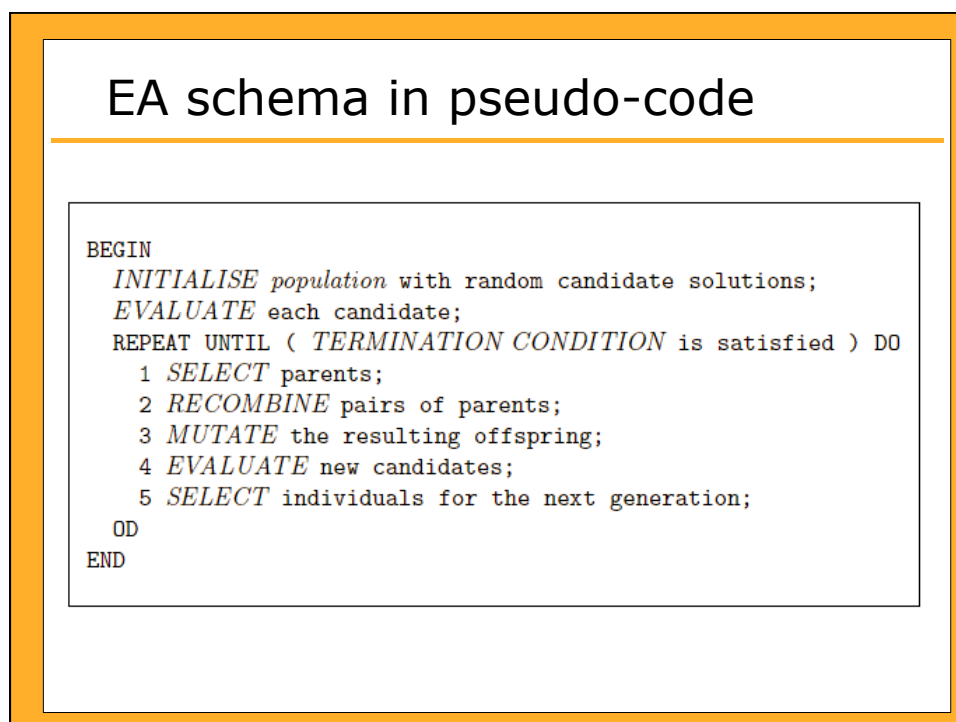 EA schema in pseudo-code
BEGIN
INITIALISE population with random candidate solutions;
EVALUATE each candidate;
REPEAT UNTIL ( TERMINATION CONDITION is satisfied ) DO
1 SELECT parents;
2 RECOMBINE pairs of parents;
3 MUTATE the resulting offspring;
4 EVALUATE new candidates;
5 SELECT individuals for the next generation;
OD
END